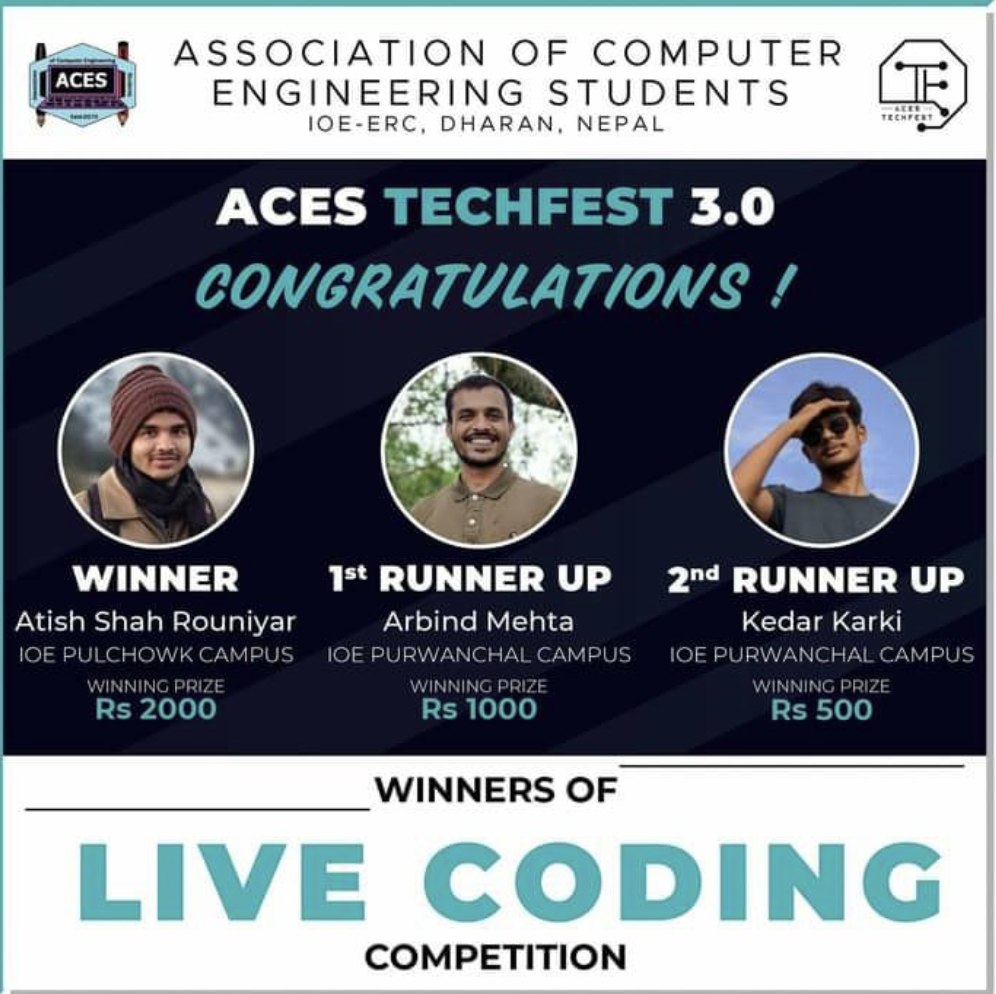 ACES
ASSOCIATION OF COMPUTER
ENGINEERING STUDENTS
IOE-ERC, DHARAN, NEPAL
ACES
TECHFEST
ACES TECHFEST 3.0
CONGRATULATIONS !
WINNER
Atish Shah Rouniyar
IOE PULCHOWK CAMPUS
WINNING PRIZE
Rs 2000
1st RUNNER UP
Arbind Mehta
IOE PURWANCHAL CAMPUS
WINNING PRIZE
Rs 1000
2nd RUNNER UP
Kedar Karki
IOE PURWANCHAL CAMPUS
WINNING PRIZE
Rs 500
WINNERS OF
LIVE CODING
COMPETITION